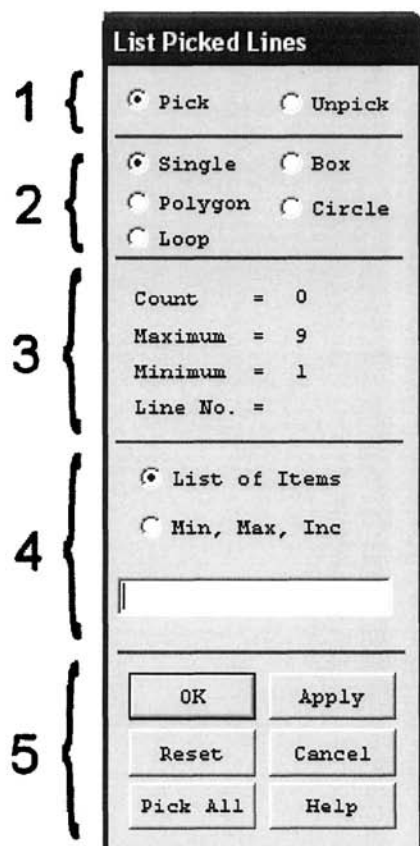 List Picked Lines
1
Pick Unpick
2
Single Box
Polygon Circle
Loop
3
Count = 0
Maximum = 9
Minimum = 1
Line No. =
4
List of Items
Min, Max, Inc
5
OK Apply
Reset Cancel
Pick All Help